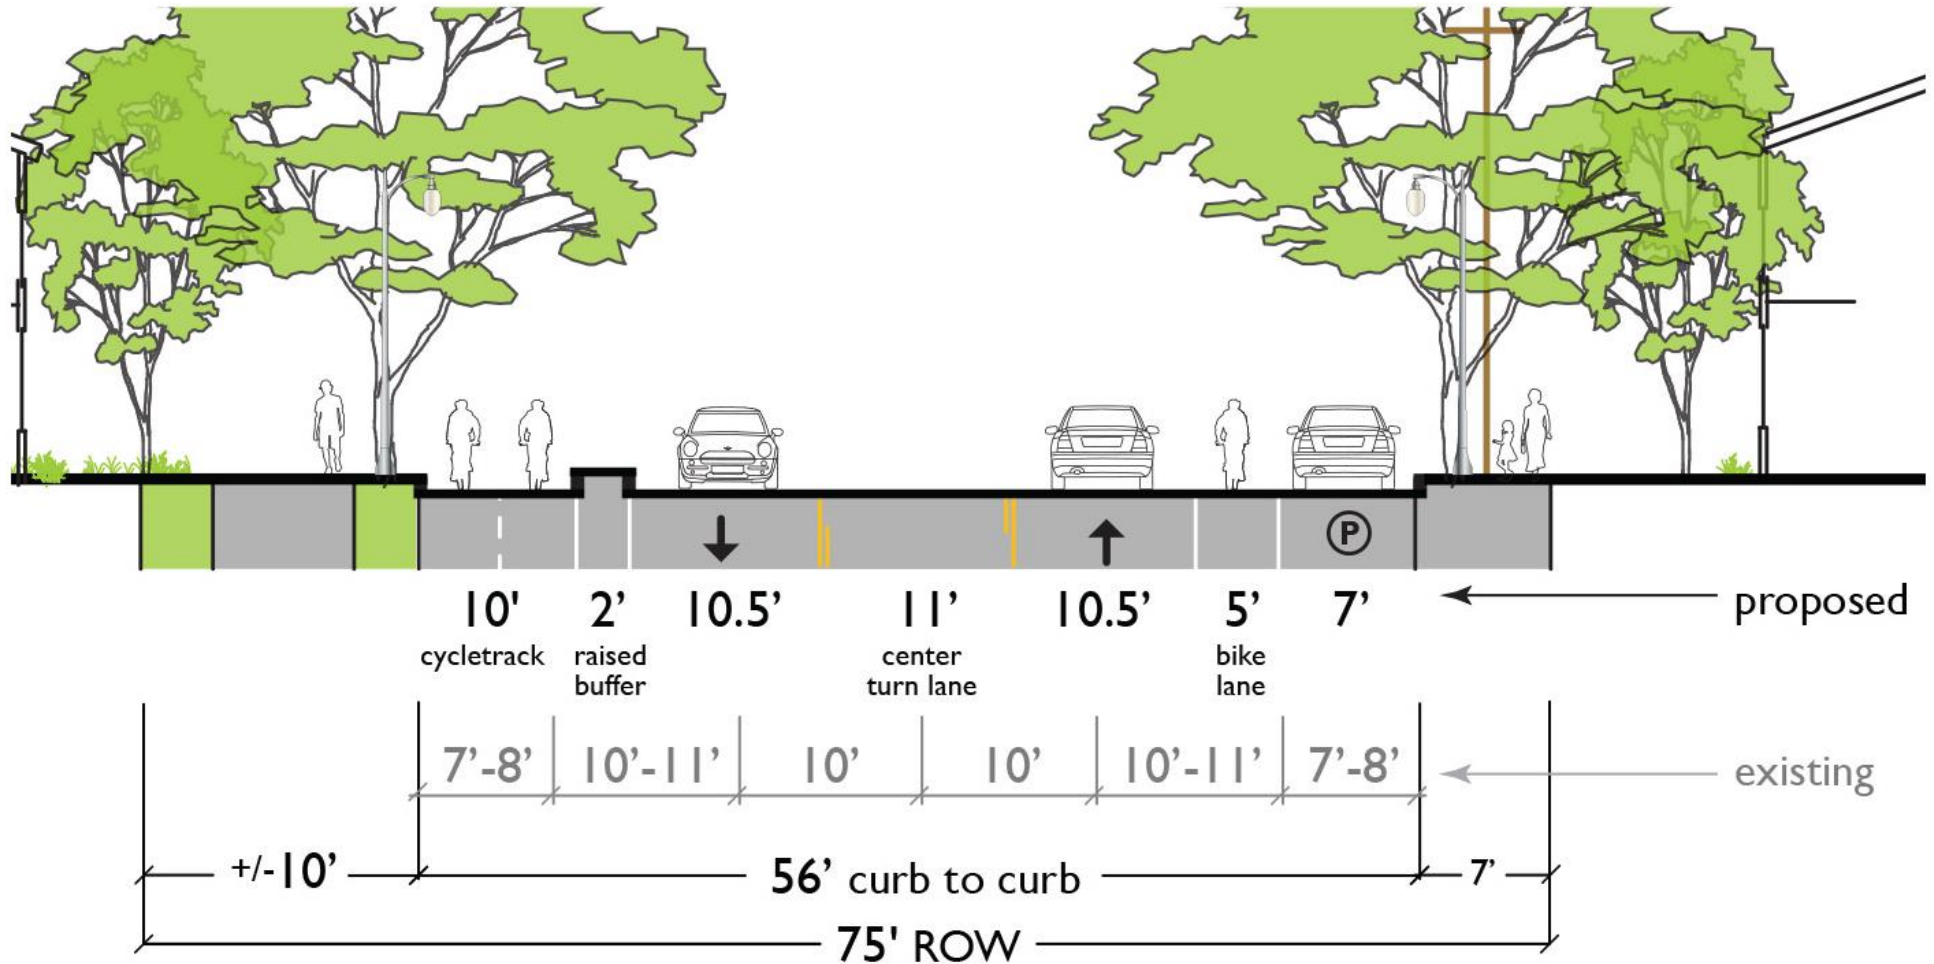 P
10' 2’ 10.5’ 11’ 10.5’ 5’ 7’ proposed
cycletrack raised center bike
buffer turn lane lane
7’-8’ 10’-11’ 10’ 10’ 10’-11’ 7’-8’ existing
+/-10’ 56’ curb to curb 7’
75' ROW